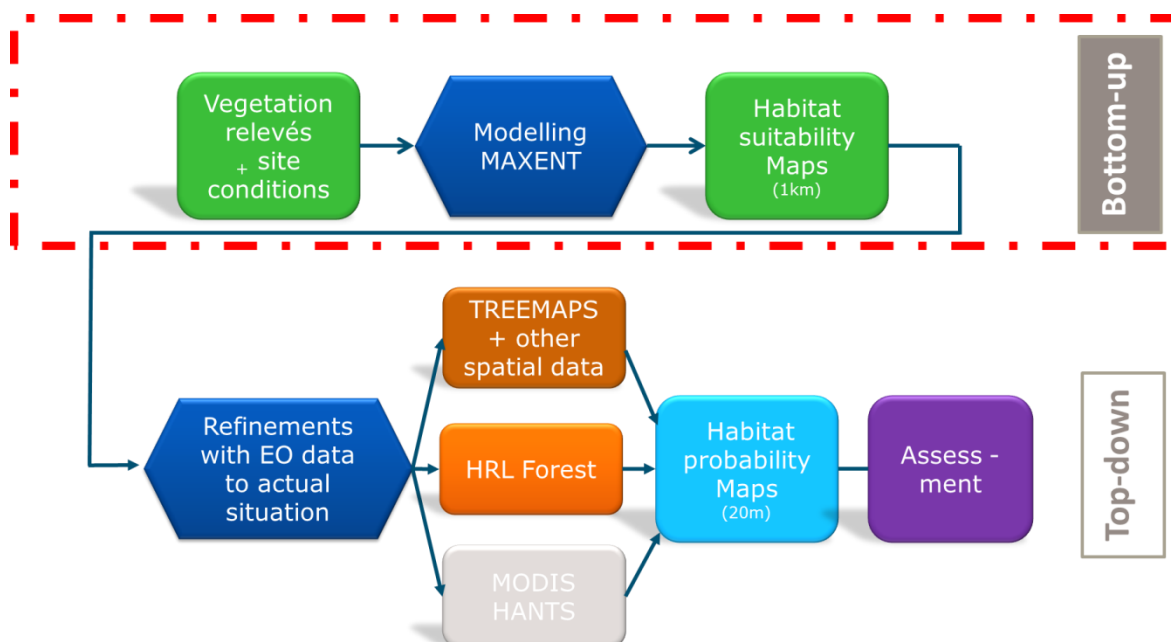 Vegetation
relevés
+ site
conditions
Modelling
MAXENT
Habitat
suitability
Maps
(1km)
Bottom-up
Refinements
with EO data
to actual
situation
TREEMAPS
+ other
spatial data
HRL Forest
MODIS
HANTS
Habitat
probability
Maps
(20m)
Assess -
ment
Top-down